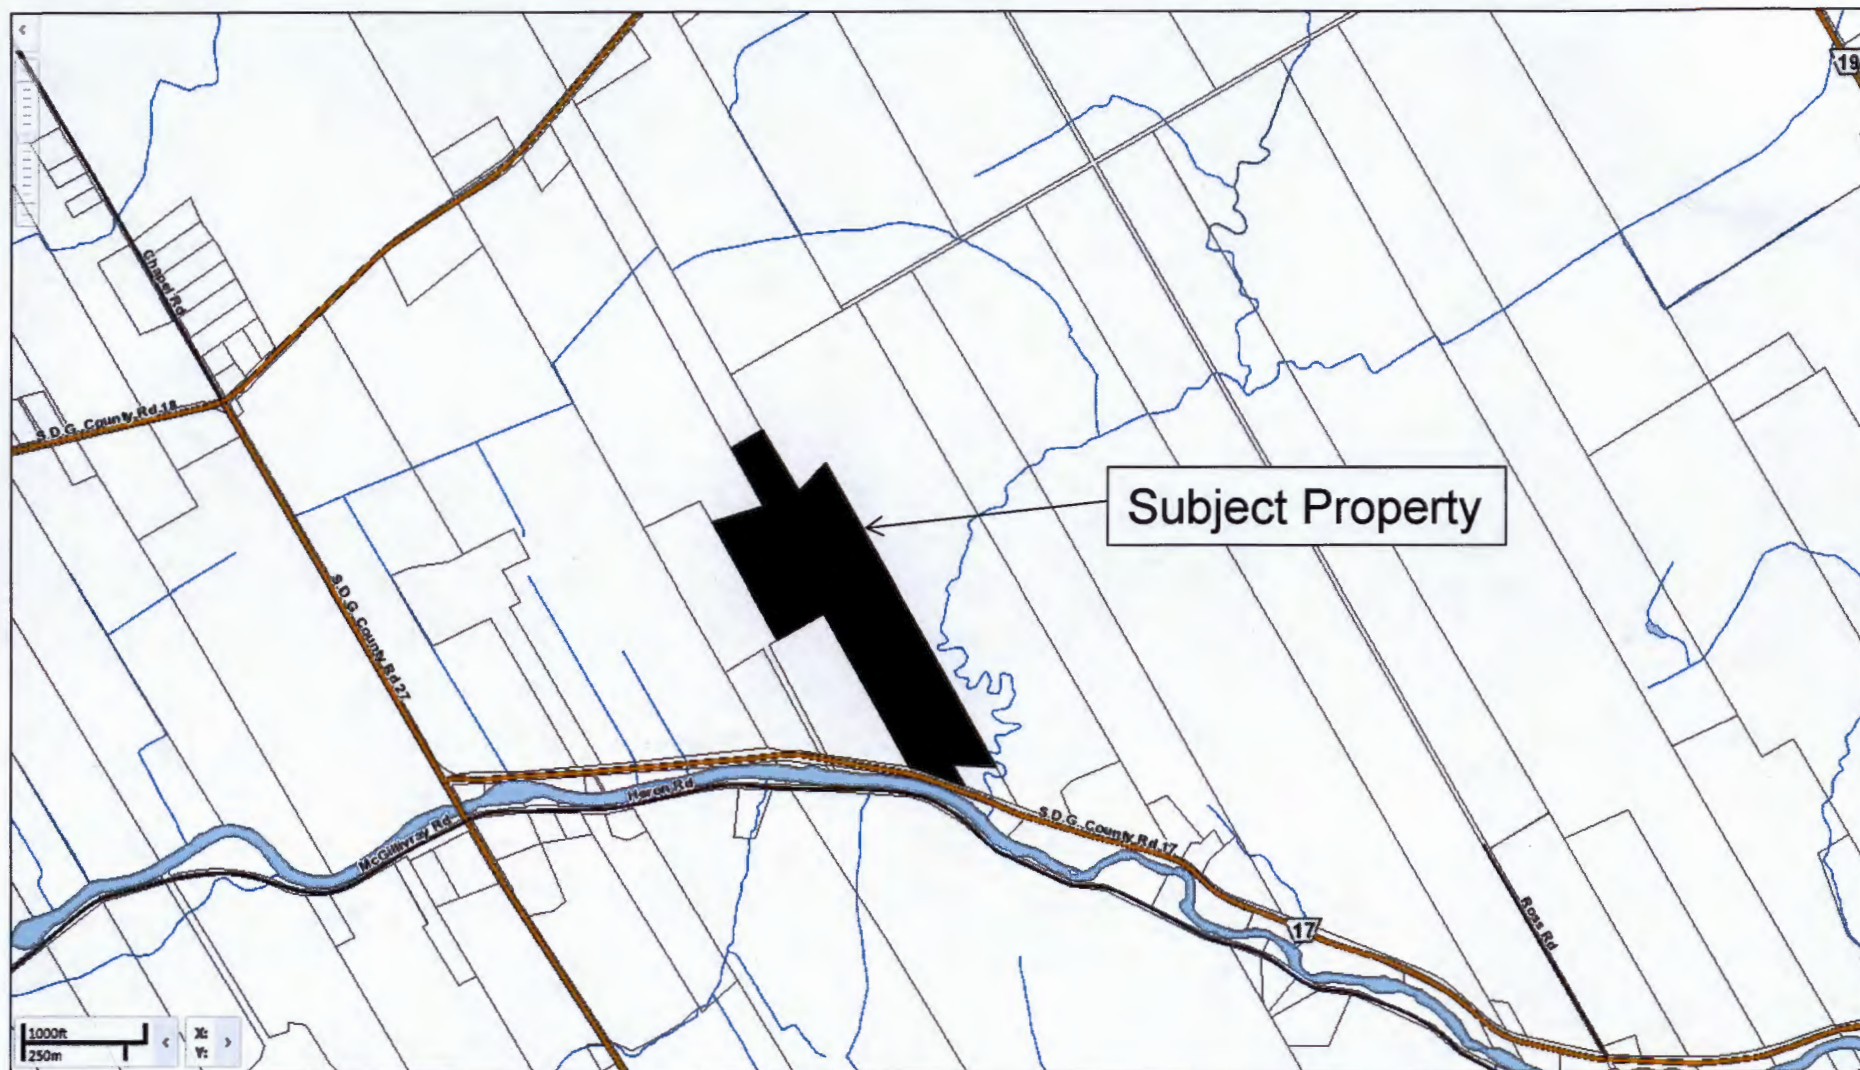 19
Chapel Rd
S.D.G. County Rd 18
Subject Property
S.D.G. County Rd 27
Heron Rd
McGillivray Rd
S.D.G. County Rd 17
17
Ross Rd
1000ft
250m
X:
Y: